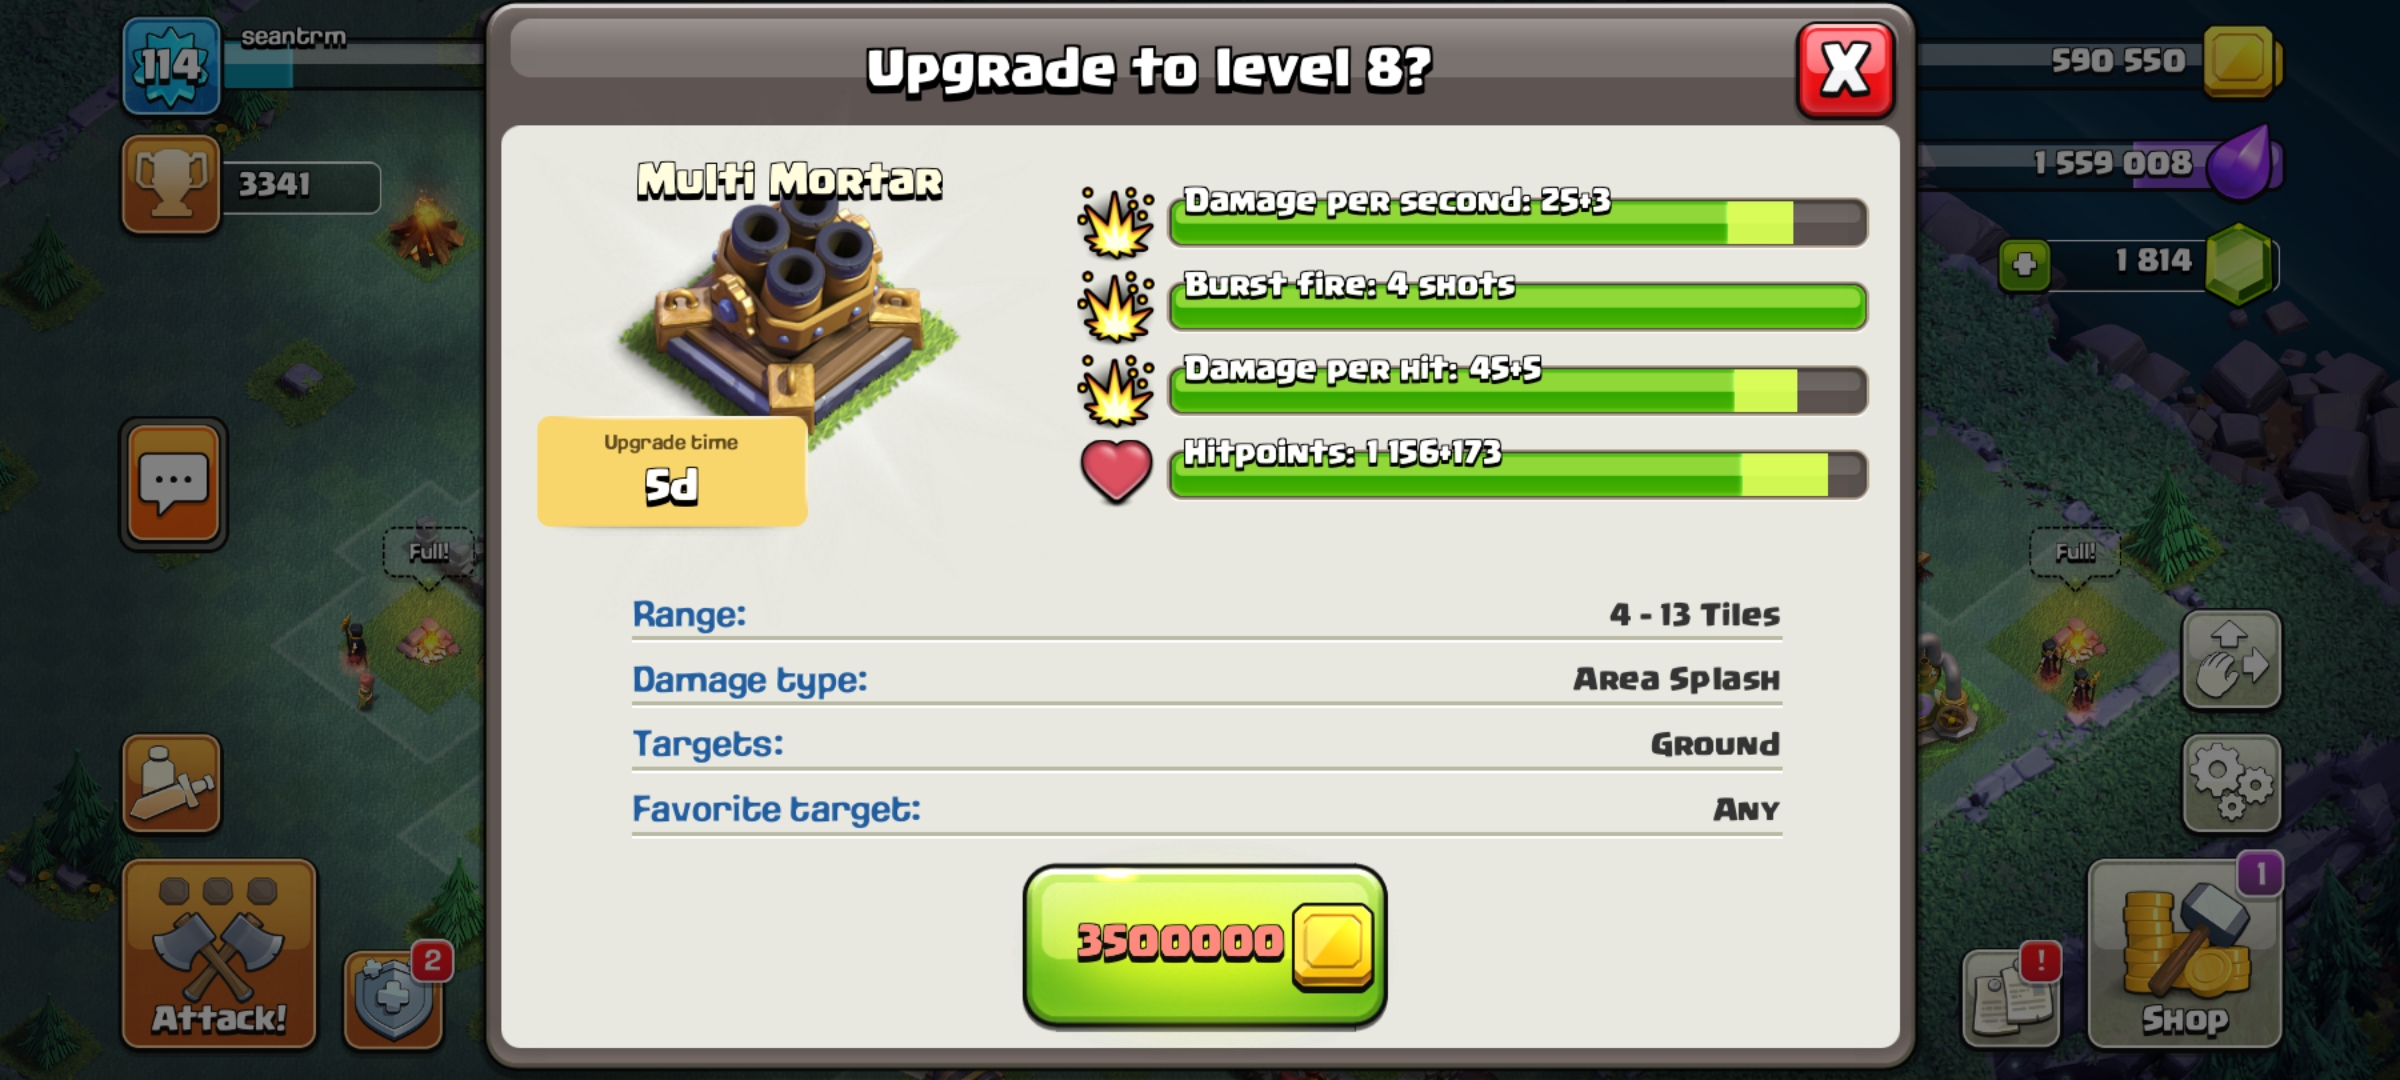 114
seantrm
Upgrade to level 8?
X
590 550
3341
1 559 008
1 814
Multi Mortar
Damage per second: 25+3
Burst fire: 4 shots
Damage per hit: 45+5
Hitpoints: 1 156+173
Upgrade time
5d
Full!
Full!
Range: 4 - 13 Tiles
Damage type: Area Splash
Targets: Ground
Favorite target: Any
3500000
Attack!
2
!
1
Shop